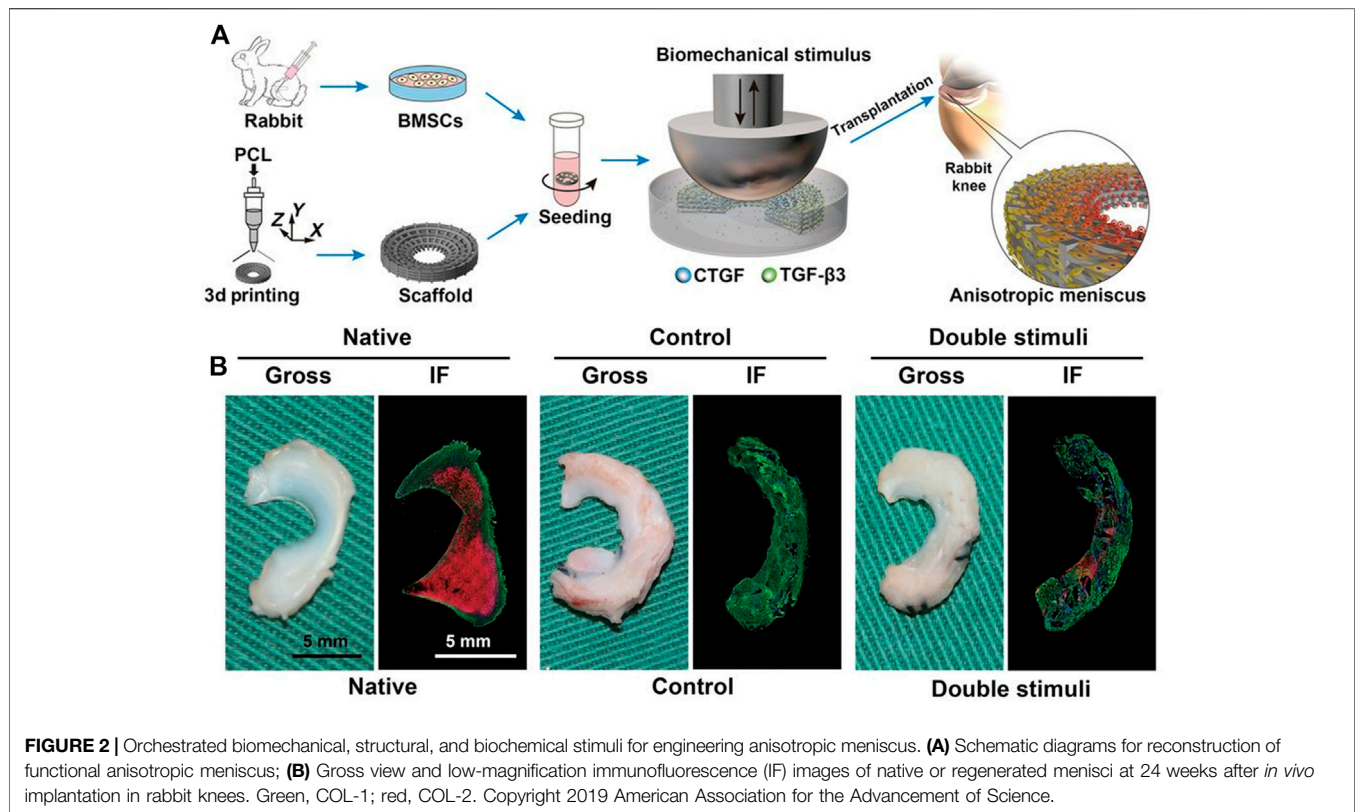 A
Rabbit
BMSCs
PCL
Z
Y
X
3d printing
Scaffold
Seeding
Biomechanical stimulus
CTGF
TGF-β3
Transplantation
Rabbit
knee
Anisotropic meniscus
B
Native
Control
Double stimuli
Gross
IF
Gross
IF
Gross
IF
5 mm
5 mm
Native
Control
Double stimuli
FIGURE 2 | Orchestrated biomechanical, structural, and biochemical stimuli for engineering anisotropic meniscus. (A) Schematic diagrams for reconstruction of
functional anisotropic meniscus; (B) Gross view and low-magnification immunofluorescence (IF) images of native or regenerated menisci at 24 weeks after in vivo
implantation in rabbit knees. Green, COL-1; red, COL-2. Copyright 2019 American Association for the Advancement of Science.